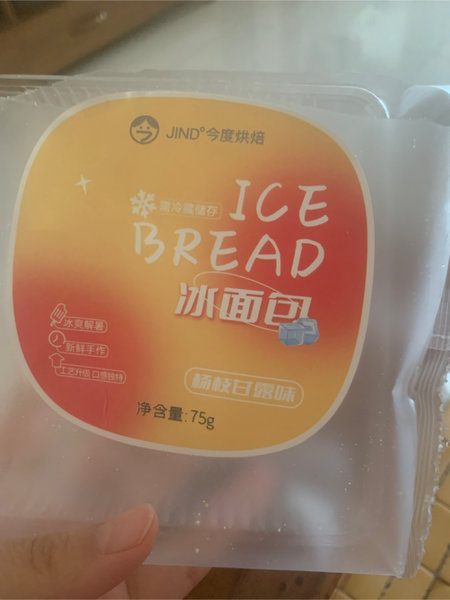 JIND°今度烘焙
需冷藏储存
ICE
BREAD
冰面包
冰爽解暑
新鲜手作
工艺升级 口感独特
杨枝甘露味
净含量:75g